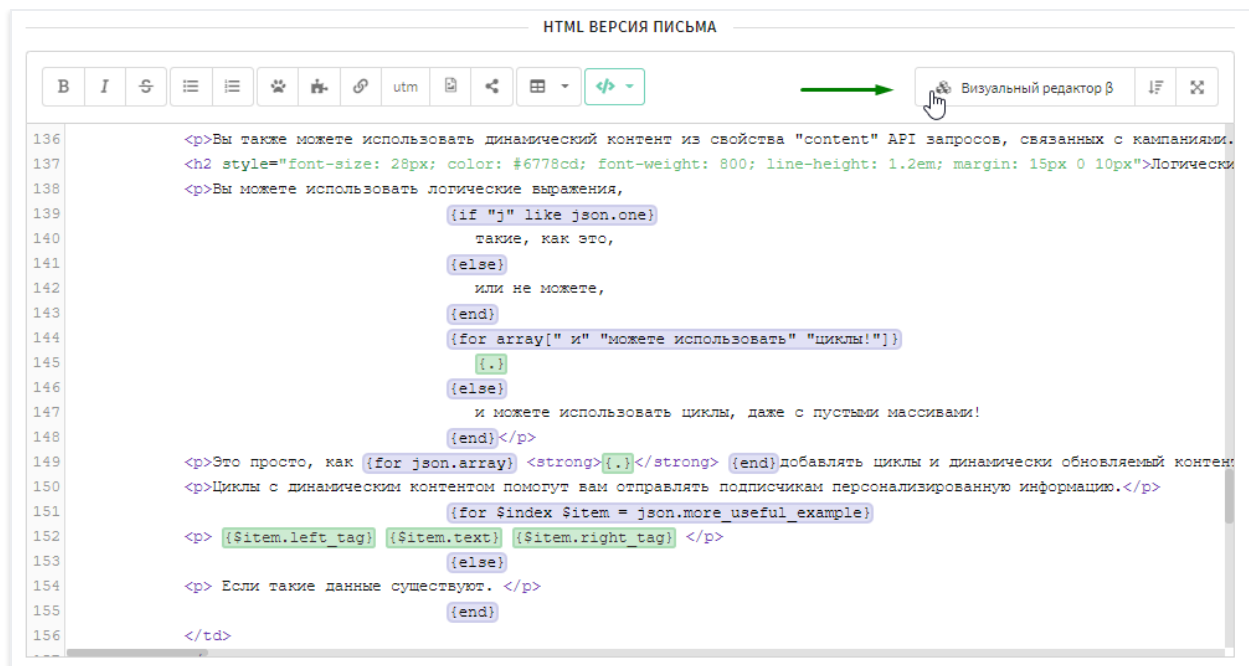 HTML ВЕРСИЯ ПИСЬМА
B I S utm </> Визуальный редактор β
136 <p>Вы также можете использовать динамический контент из свойства "content" API запросов, связанных с кампаниями.
137 <h2 style="font-size: 28px; color: #6778cd; font-weight: 800; line-height: 1.2em; margin: 15px 0 10px">Логически
138 <p>Вы можете использовать логические выражения,
139 {if "j" like json.one}
140 такие, как это,
141 {else}
142 или не можете,
143 {end}
144 {for array[" и" "можете использовать" "циклы!"]}
145 {.}
146 {else}
147 и можете использовать циклы, даже с пустыми массивами!
148 {end}</p>
149 <p>Это просто, как {for json.array} <strong>{.}</strong> {end}добавлять циклы и динамически обновляемый контен
150 <p>Циклы с динамическим контентом помогут вам отправлять подписчикам персонализированную информацию.</p>
151 {for $index $item = json.more_useful_example}
152 <p> {$item.left_tag} {$item.text} {$item.right_tag} </p>
153 {else}
154 <p> Если такие данные существуют. </p>
155 {end}
156 </td>